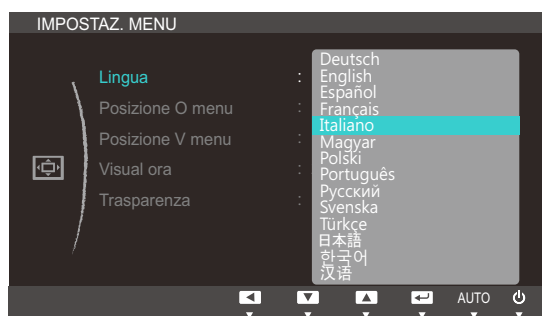 IMPOSTAZ. MENU
Lingua :
Posizione O menu :
Posizione V menu :
Visual ora :
Trasparenza :
Deutsch
English
Español
Français
Italiano
Magyar
Polski
Português
Русский
Svenska
Türkçe
日本語
한국어
汉语
AUTO